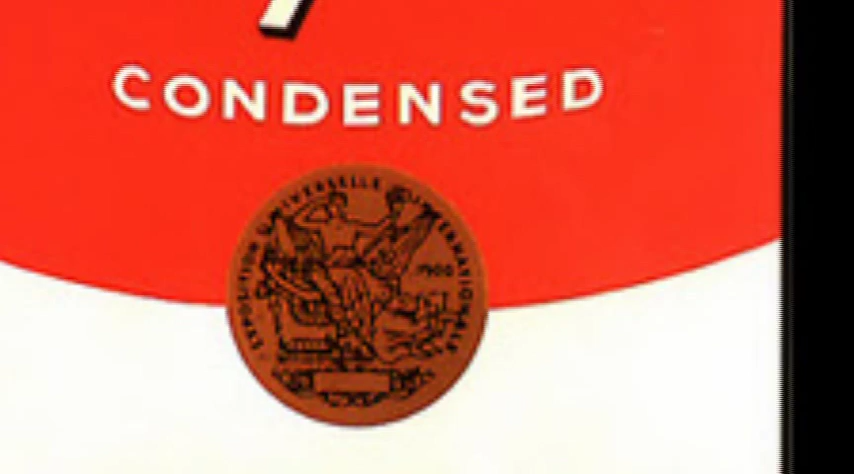 CONDENSED
EXPOSITION UNIVERSELLE INTERNATIONALE
1900